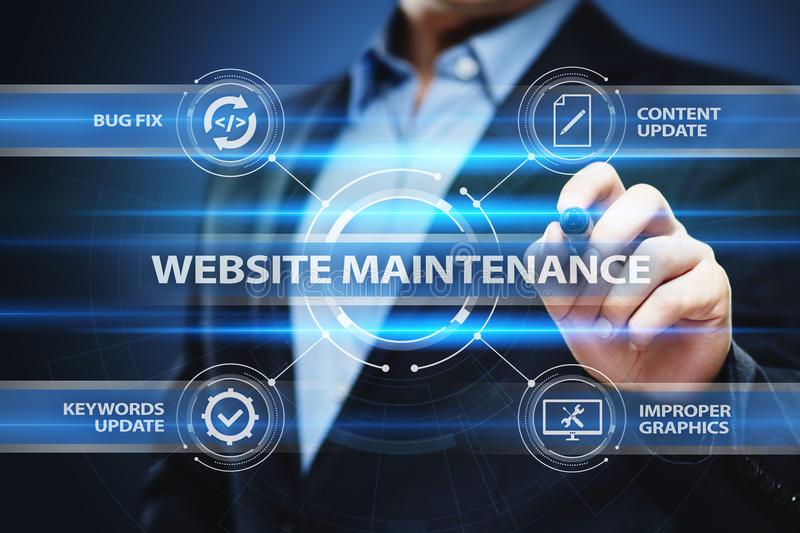 BUG FIX
CONTENT
UPDATE
WEBSITE MAINTENANCE
KEYWORDS
UPDATE
IMPROPER
GRAPHICS